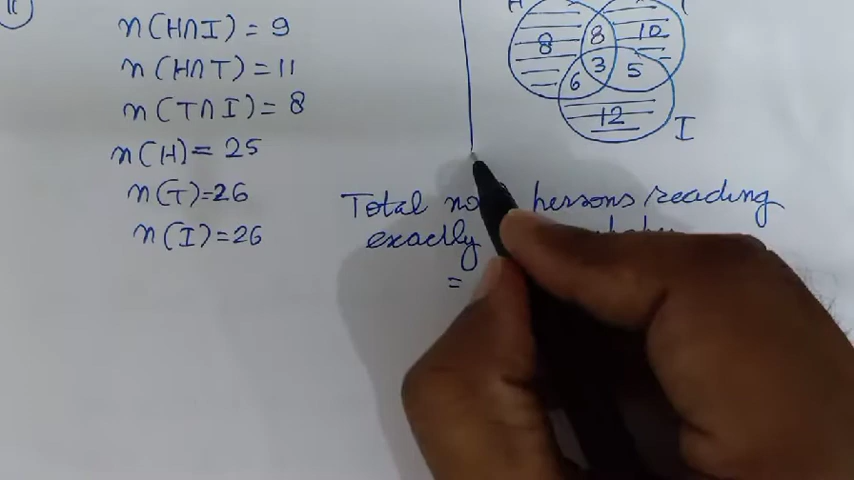 n(H∩I) = 9
n(H∩T) = 11
n(T∩I) = 8
n(H) = 25
n(T)=26
n(I)=26
8
8
10
3
6
5
12
I
Total no persons reading
exactly
=